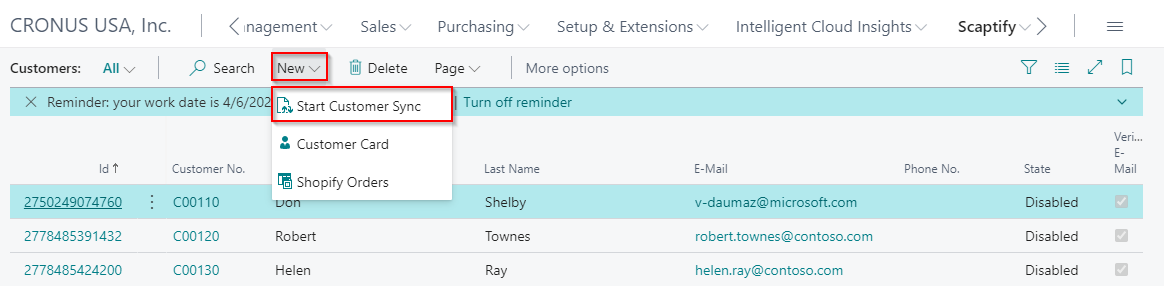 CRONUS USA, Inc. Management Sales Purchasing Setup & Extensions Intelligent Cloud Insights Scaptify
Customers: All Search New Delete Page More options
Reminder: your work date is 4/6/202 | Turn off reminder
Start Customer Sync
Customer Card
Shopify Orders
Id ↑ Customer No. Last Name E-Mail Phone No. State Veri... E-Mail
2750249074760 C00110 Don Shelby v-daumaz@microsoft.com Disabled
2778485391432 C00120 Robert Townes robert.townes@contoso.com Disabled
2778485424200 C00130 Helen Ray helen.ray@contoso.com Disabled